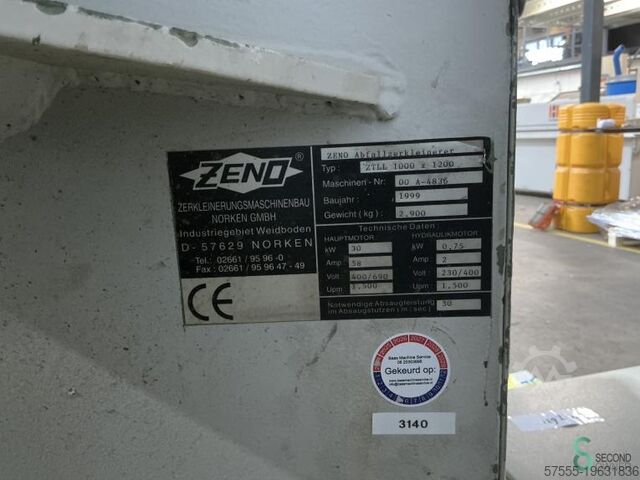 ZENO®
ZERKLEINERUNGSMASCHINENBAU
NORKEN GMBH
Industriegebiet Weidboden
D-57629 NORKEN
Tel.: 02661/95 96-0
Fax: 02661/95 96 47-49
CE
ZENO Abfallzerkleinerer
Typ: ZTLL 1000 x 1200
Maschinen-Nr: 00 A-4836
Baujahr: 1999
Gewicht (kg): 2.900
Technische Daten
HAUPTMOTOR HYDRAULIKMOTOR
kW 30 kW 0,75
Amp. 58 Amp. 2
Volt 400/690 Volt 230/400
Upm 1.500 Upm 1.500
Notwendige Absaugleistung
im Absaugstutzen (m/sec) 30
Gekeurd op:
3140
SECOND
57555-19631836